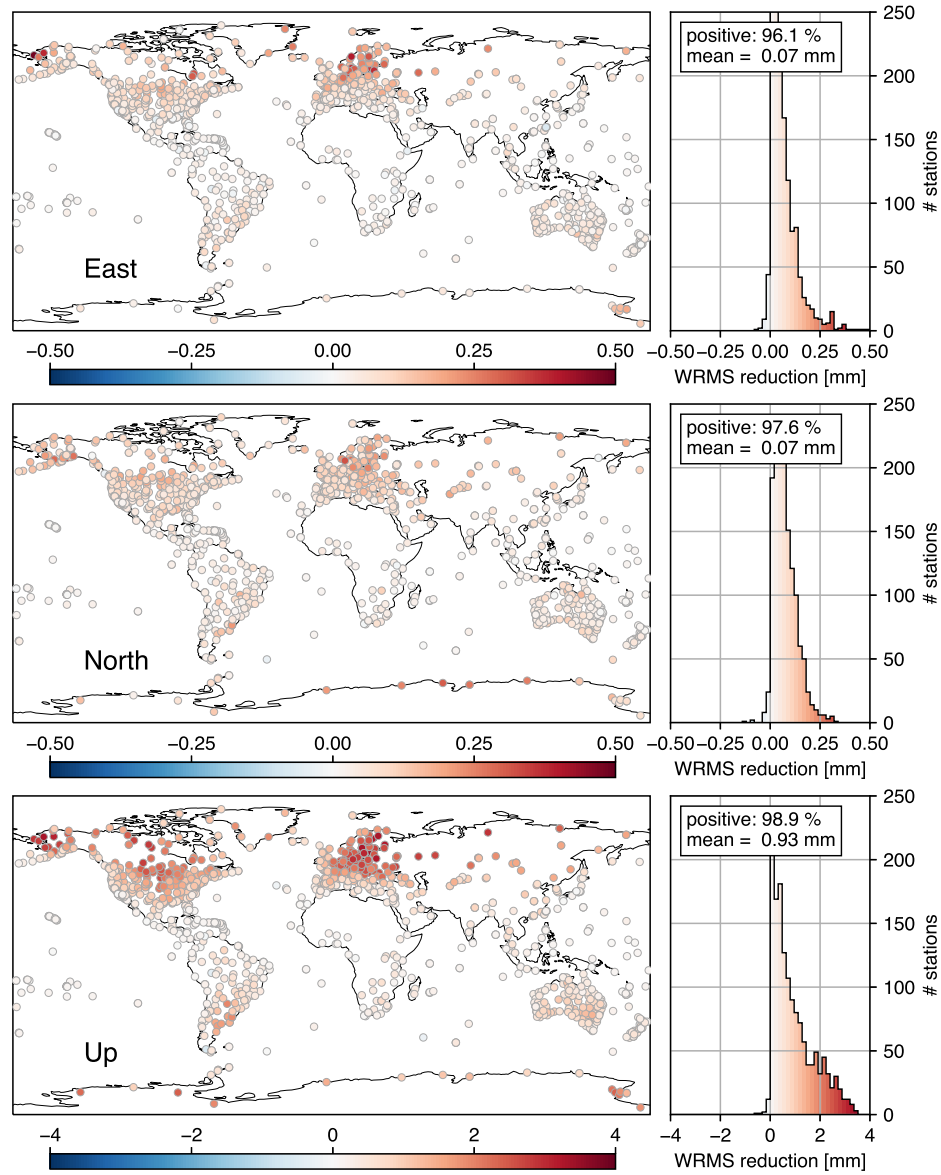 East
−0.50 −0.25 0.00 0.25 0.50
positive: 96.1 %
mean =  0.07 mm
250
200
150
100
50
0
# stations
−0.50 −0.25 0.00 0.25 0.50
WRMS reduction [mm]
North
−0.50 −0.25 0.00 0.25 0.50
positive: 97.6 %
mean =  0.07 mm
250
200
150
100
50
0
# stations
−0.50 −0.25 0.00 0.25 0.50
WRMS reduction [mm]
Up
−4 −2 0 2 4
positive: 98.9 %
mean =  0.93 mm
250
200
150
100
50
0
# stations
−4 −2 0 2 4
WRMS reduction [mm]